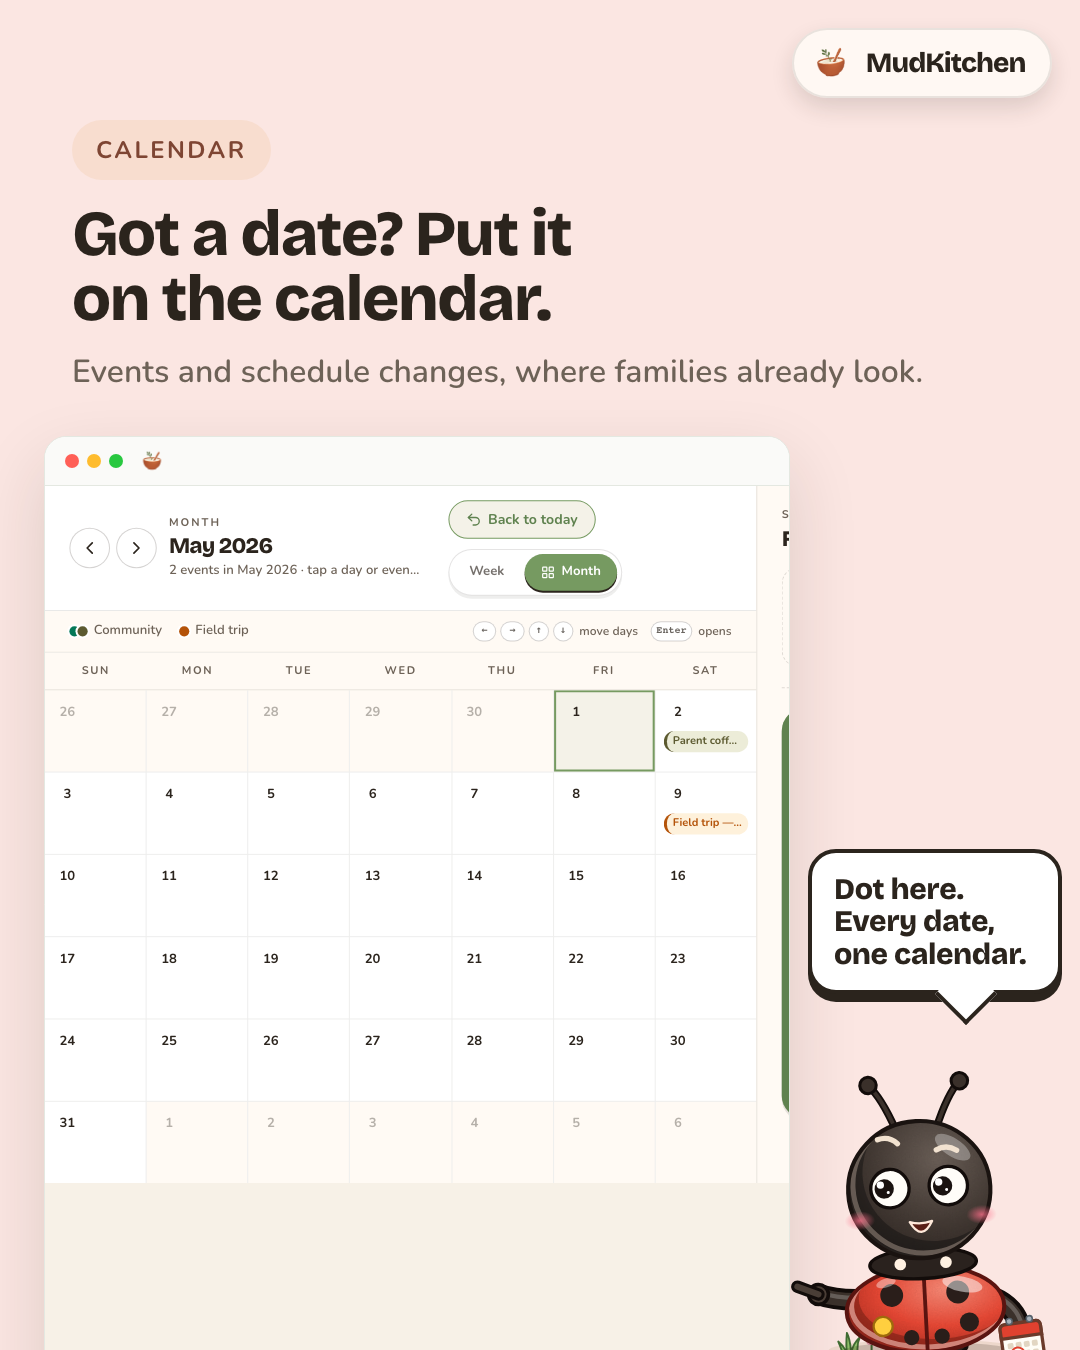 MudKitchen
CALENDAR
Got a date? Put it
on the calendar.
Events and schedule changes, where families already look.
MONTH
May 2026
2 events in May 2026 · tap a day or even...
Back to today
Week
Month
Community
Field trip
← → ↑ ↓ move days Enter opens
SUN MON TUE WED THU FRI SAT
26 27 28 29 30 1 2
Parent coff...
3 4 5 6 7 8 9
Field trip —...
10 11 12 13 14 15 16
17 18 19 20 21 22 23
24 25 26 27 28 29 30
31 1 2 3 4 5 6
Dot here.
Every date,
one calendar.